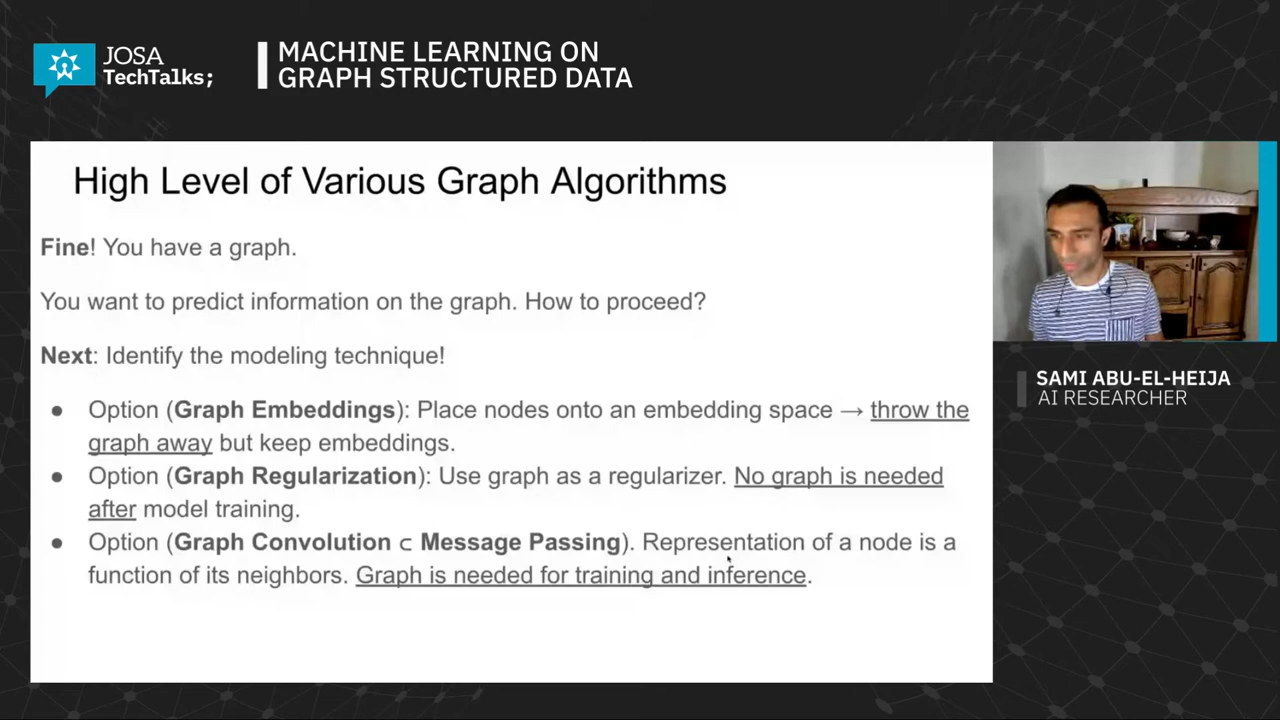 JOSA
TechTalks;
MACHINE LEARNING ON
GRAPH STRUCTURED DATA
High Level of Various Graph Algorithms
Fine! You have a graph.
You want to predict information on the graph. How to proceed?
Next: Identify the modeling technique!
● Option (Graph Embeddings): Place nodes onto an embedding space → throw the
graph away but keep embeddings.
● Option (Graph Regularization): Use graph as a regularizer. No graph is needed
after model training.
● Option (Graph Convolution ⊂ Message Passing). Representation of a node is a
function of its neighbors. Graph is needed for training and inference.
SAMI ABU-EL-HEIJA
AI RESEARCHER